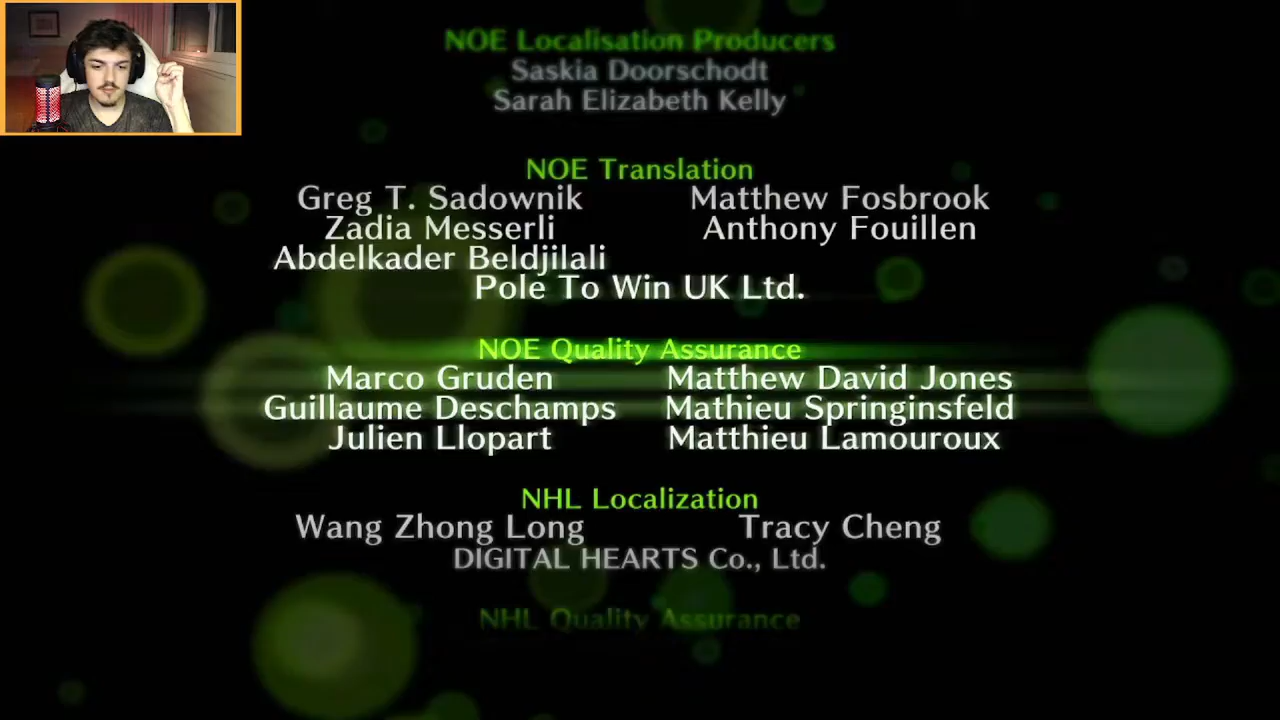 NOE Localisation Producers
Saskia Doorschodt
Sarah Elizabeth Kelly
NOE Translation
Greg T. Sadownik Matthew Fosbrook
Zadia Messerli Anthony Fouillen
Abdelkader Beldjilali
Pole To Win UK Ltd.
NOE Quality Assurance
Marco Gruden Matthew David Jones
Guillaume Deschamps Mathieu Springinsfeld
Julien Llopart Matthieu Lamouroux
NHL Localization
Wang Zhong Long Tracy Cheng
DIGITAL HEARTS Co., Ltd.
NHL Quality Assurance